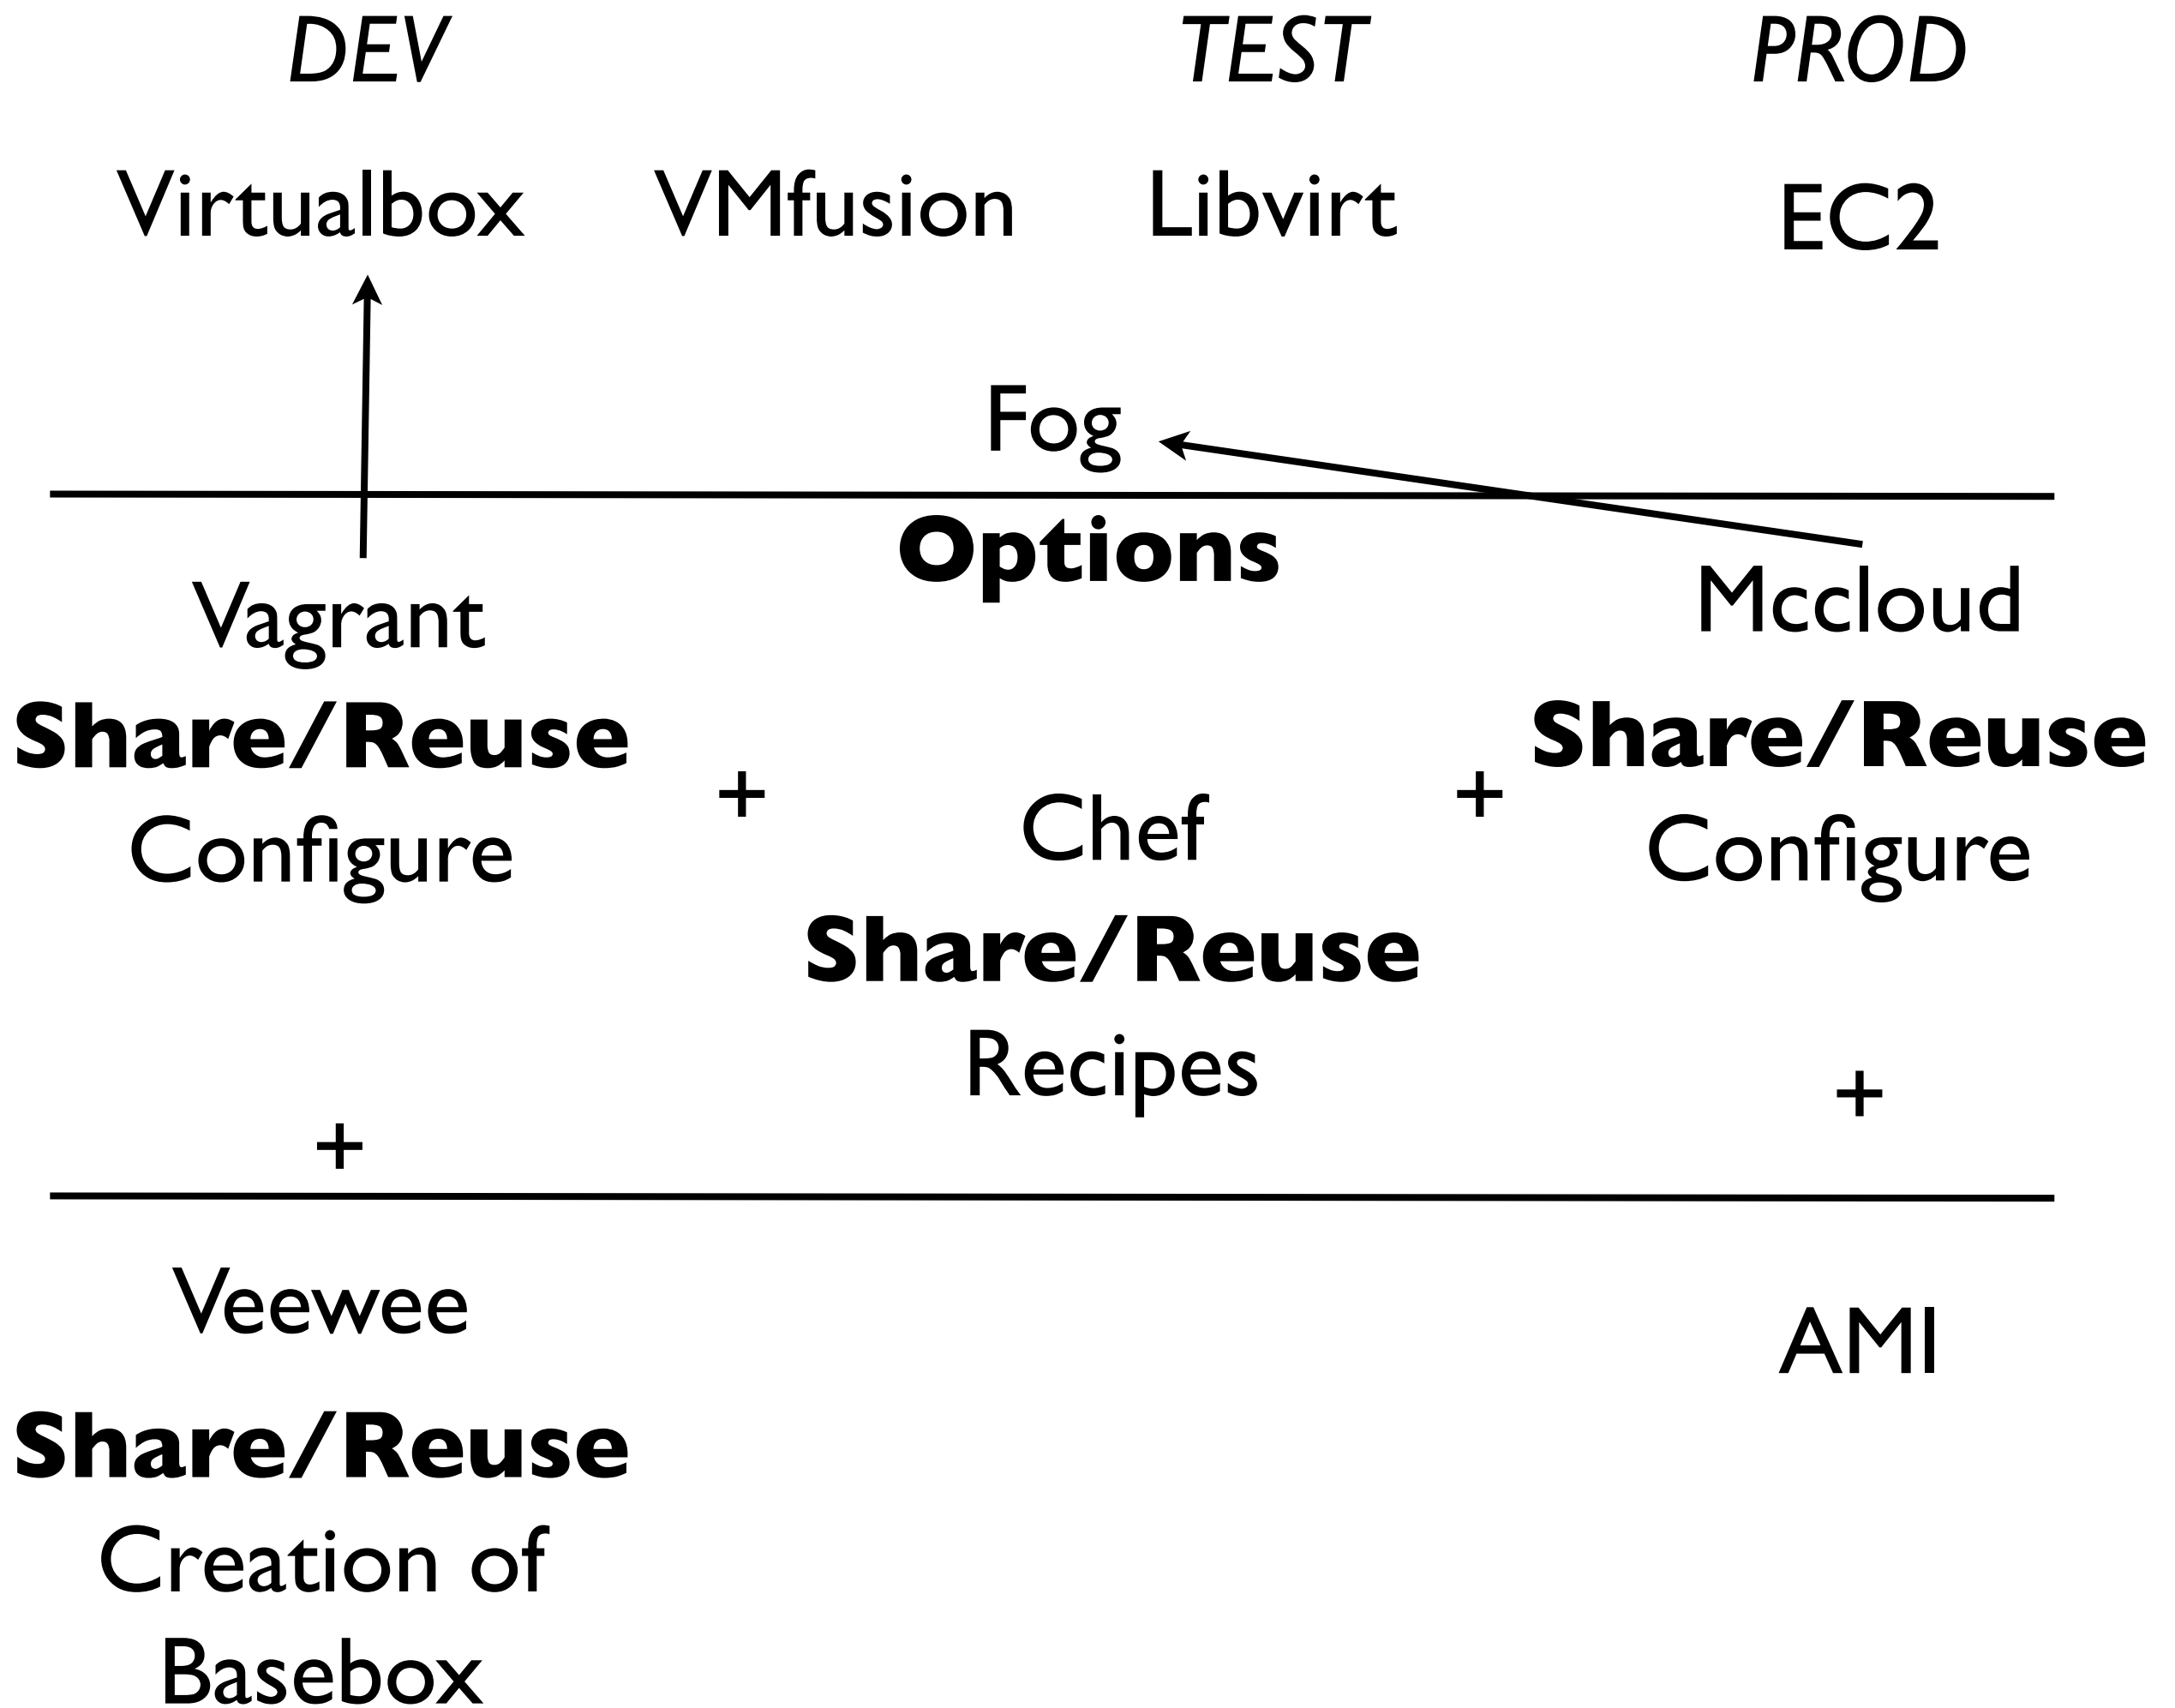 DEV TEST PROD
Virtualbox VMfusion Libvirt EC2
Fog
Options
Vagrant Mccloud
Share/Reuse Share/Reuse
+ Chef +
Configure Configure
Share/Reuse
Recipes
+ +
Veewee AMI
Share/Reuse
Creation of
Basebox